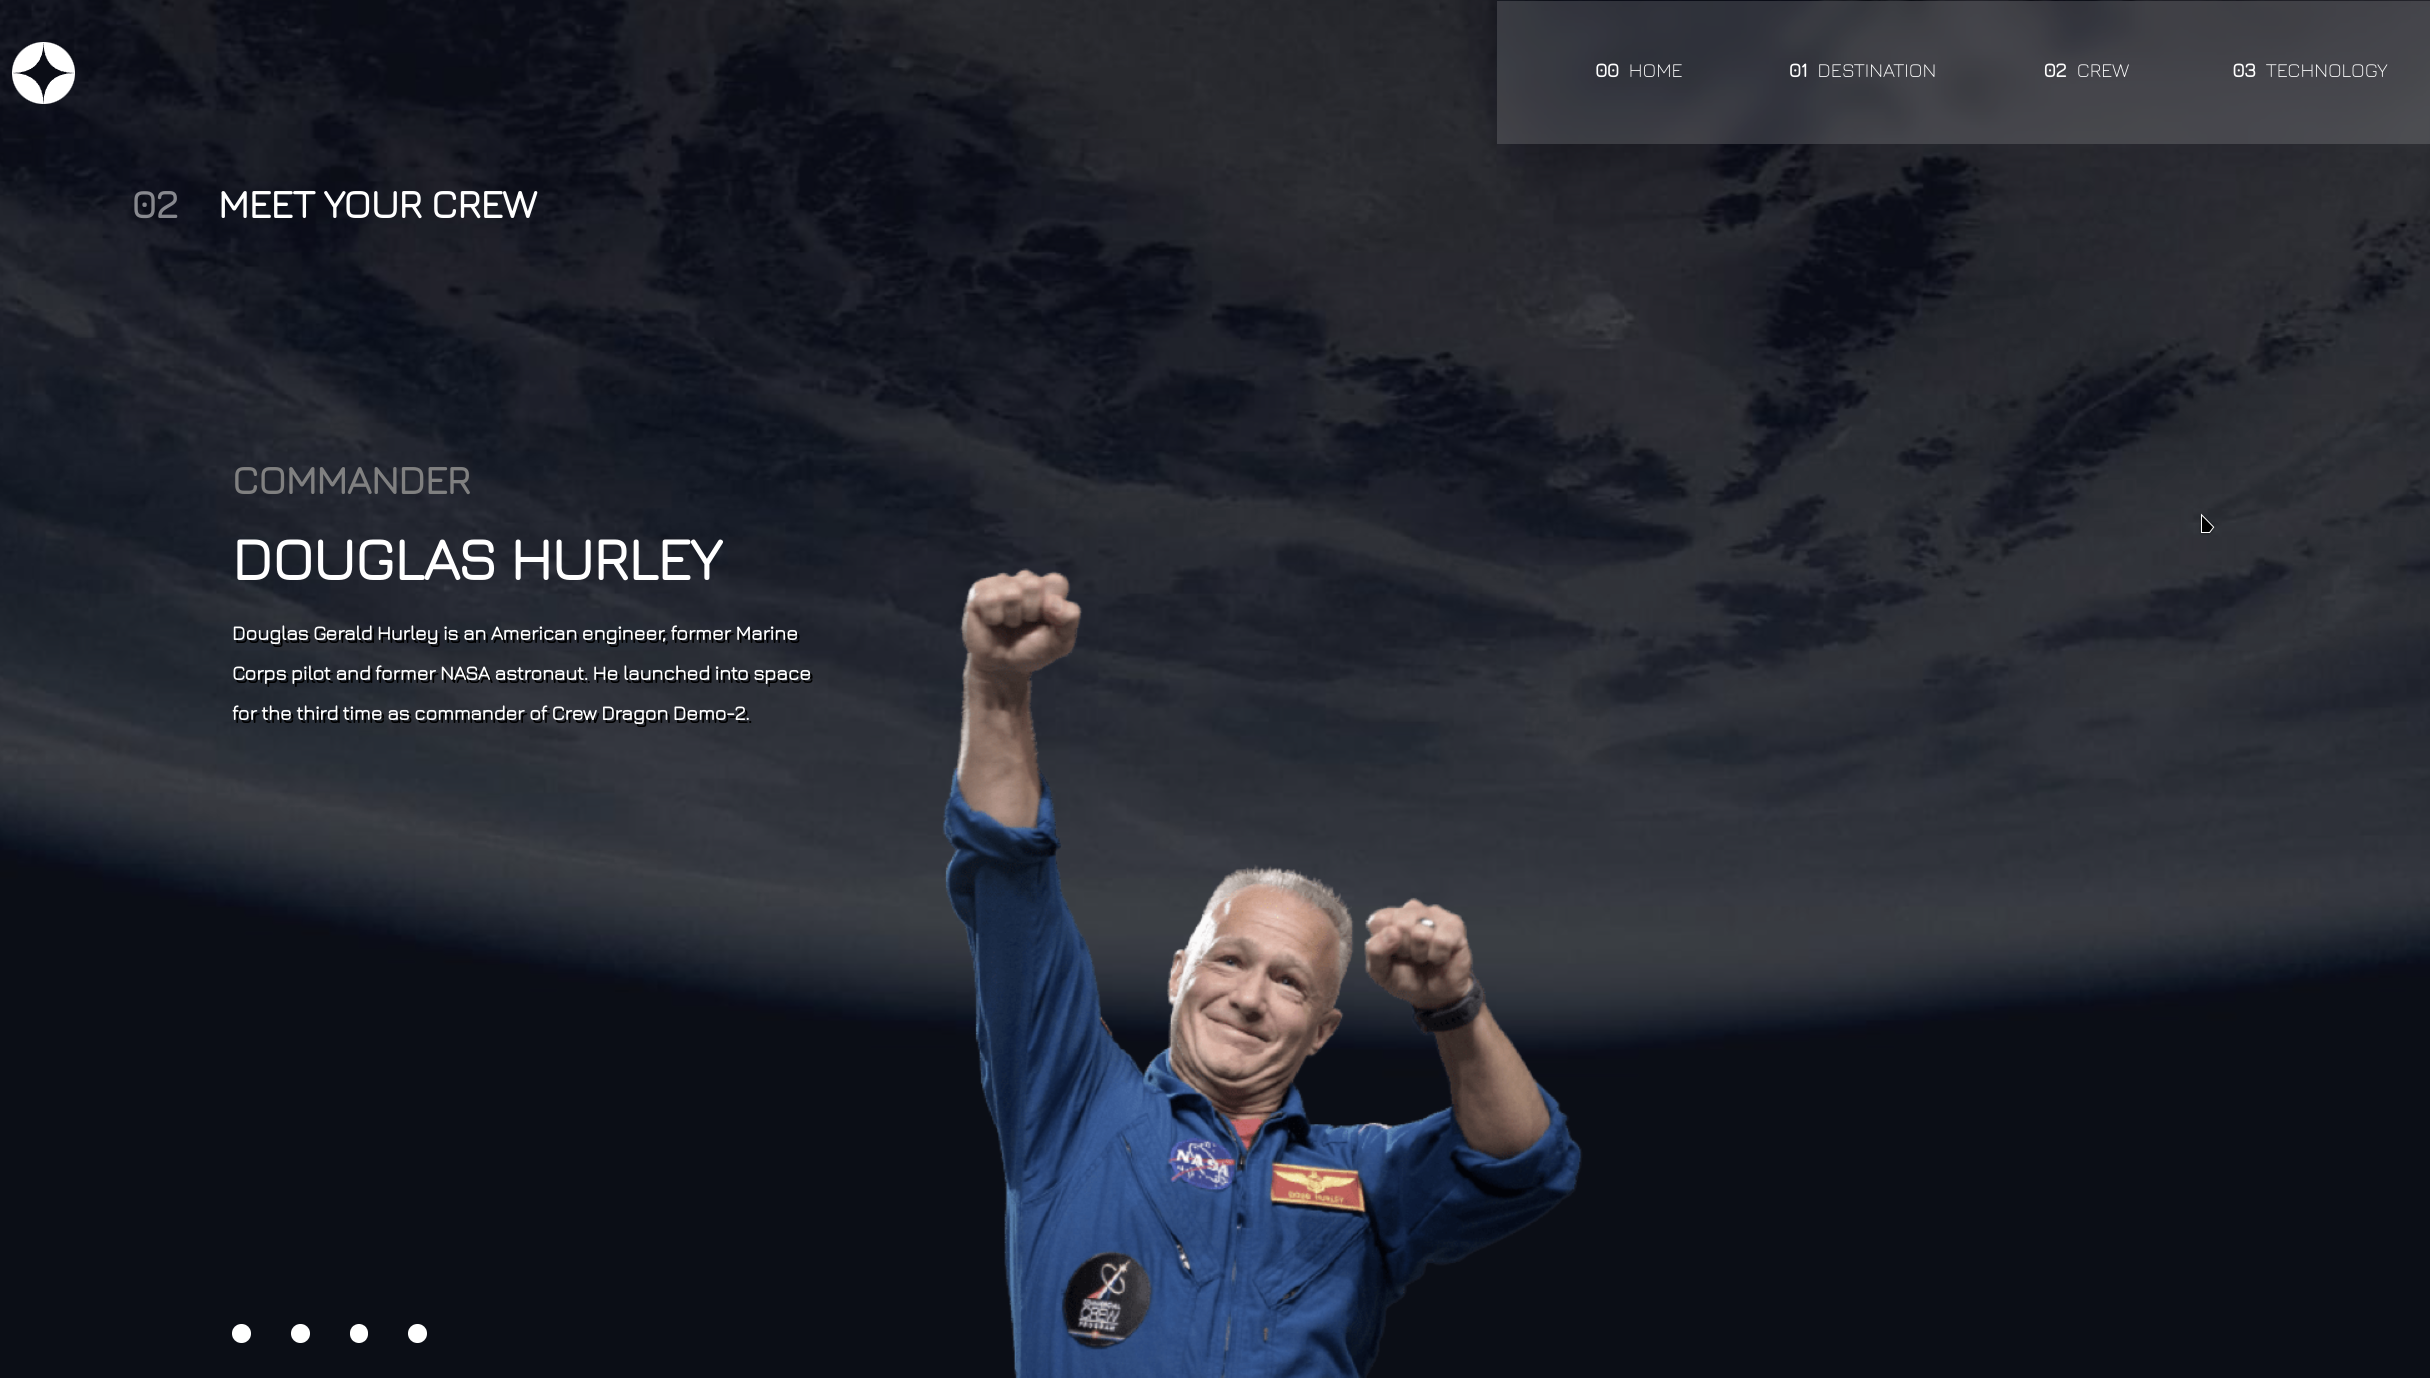 00 HOME
01 DESTINATION
02 CREW
03 TECHNOLOGY
02 MEET YOUR CREW
COMMANDER
DOUGLAS HURLEY
Douglas Gerald Hurley is an American engineer, former Marine
Corps pilot and former NASA astronaut. He launched into space
for the third time as commander of Crew Dragon Demo-2.
NASA
HURLEY
CREW
PROGRAM